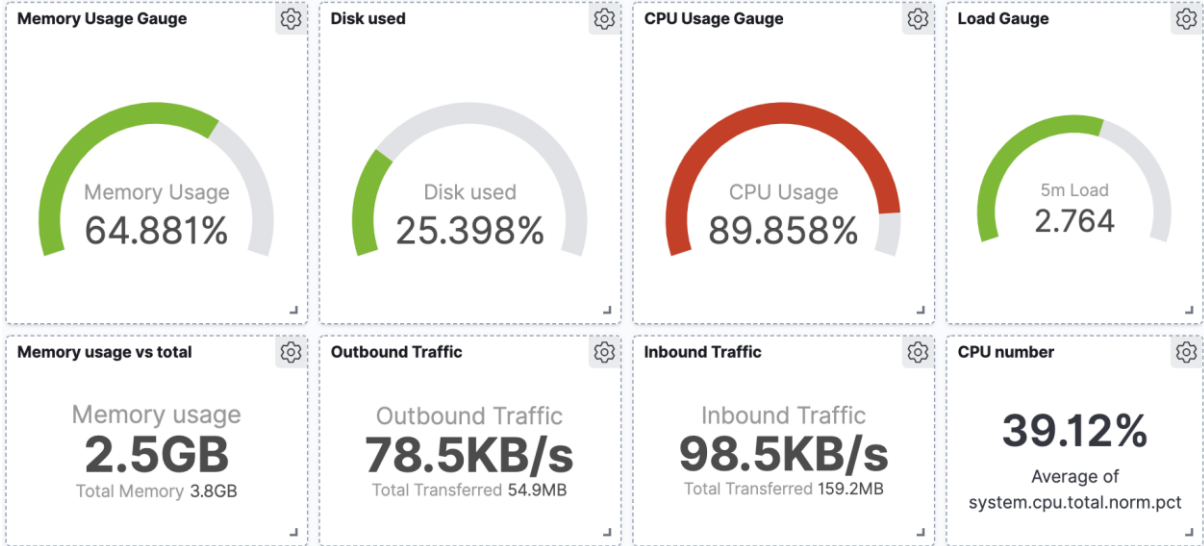 Memory Usage Gauge
Memory Usage
64.881%
Disk used
Disk used
25.398%
CPU Usage Gauge
CPU Usage
89.858%
Load Gauge
5m Load
2.764
Memory usage vs total
Memory usage
2.5GB
Total Memory 3.8GB
Outbound Traffic
Outbound Traffic
78.5KB/s
Total Transferred 54.9MB
Inbound Traffic
Inbound Traffic
98.5KB/s
Total Transferred 159.2MB
CPU number
39.12%
Average of
system.cpu.total.norm.pct